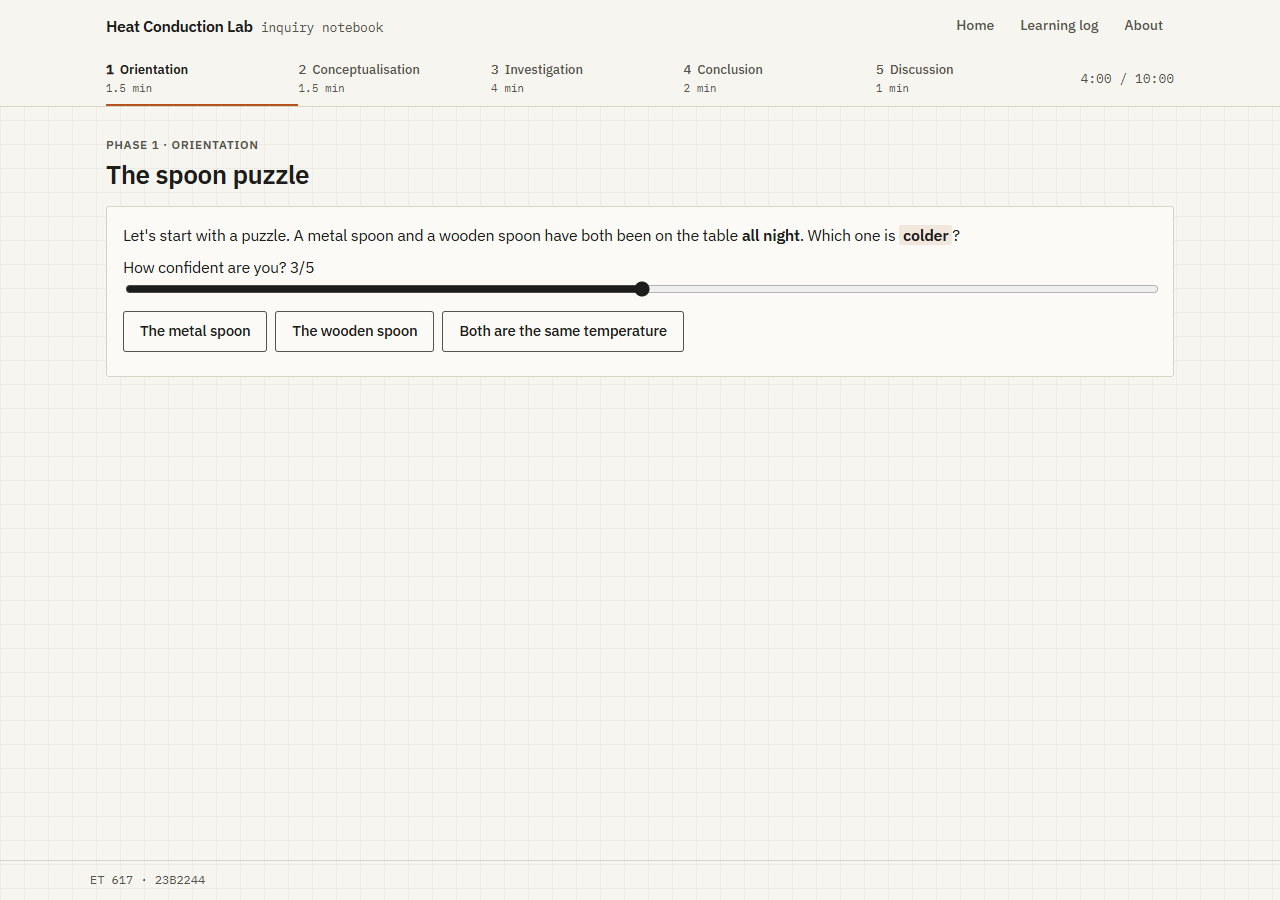 Heat Conduction Lab inquiry notebook
Home Learning log About
1 Orientation
1.5 min
2 Conceptualisation
1.5 min
3 Investigation
4 min
4 Conclusion
2 min
5 Discussion
1 min
4:00 / 10:00
PHASE 1 · ORIENTATION
The spoon puzzle
Let's start with a puzzle. A metal spoon and a wooden spoon have both been on the table all night. Which one is colder ?
How confident are you? 3/5
The metal spoon
The wooden spoon
Both are the same temperature
ET 617 · 23B2244